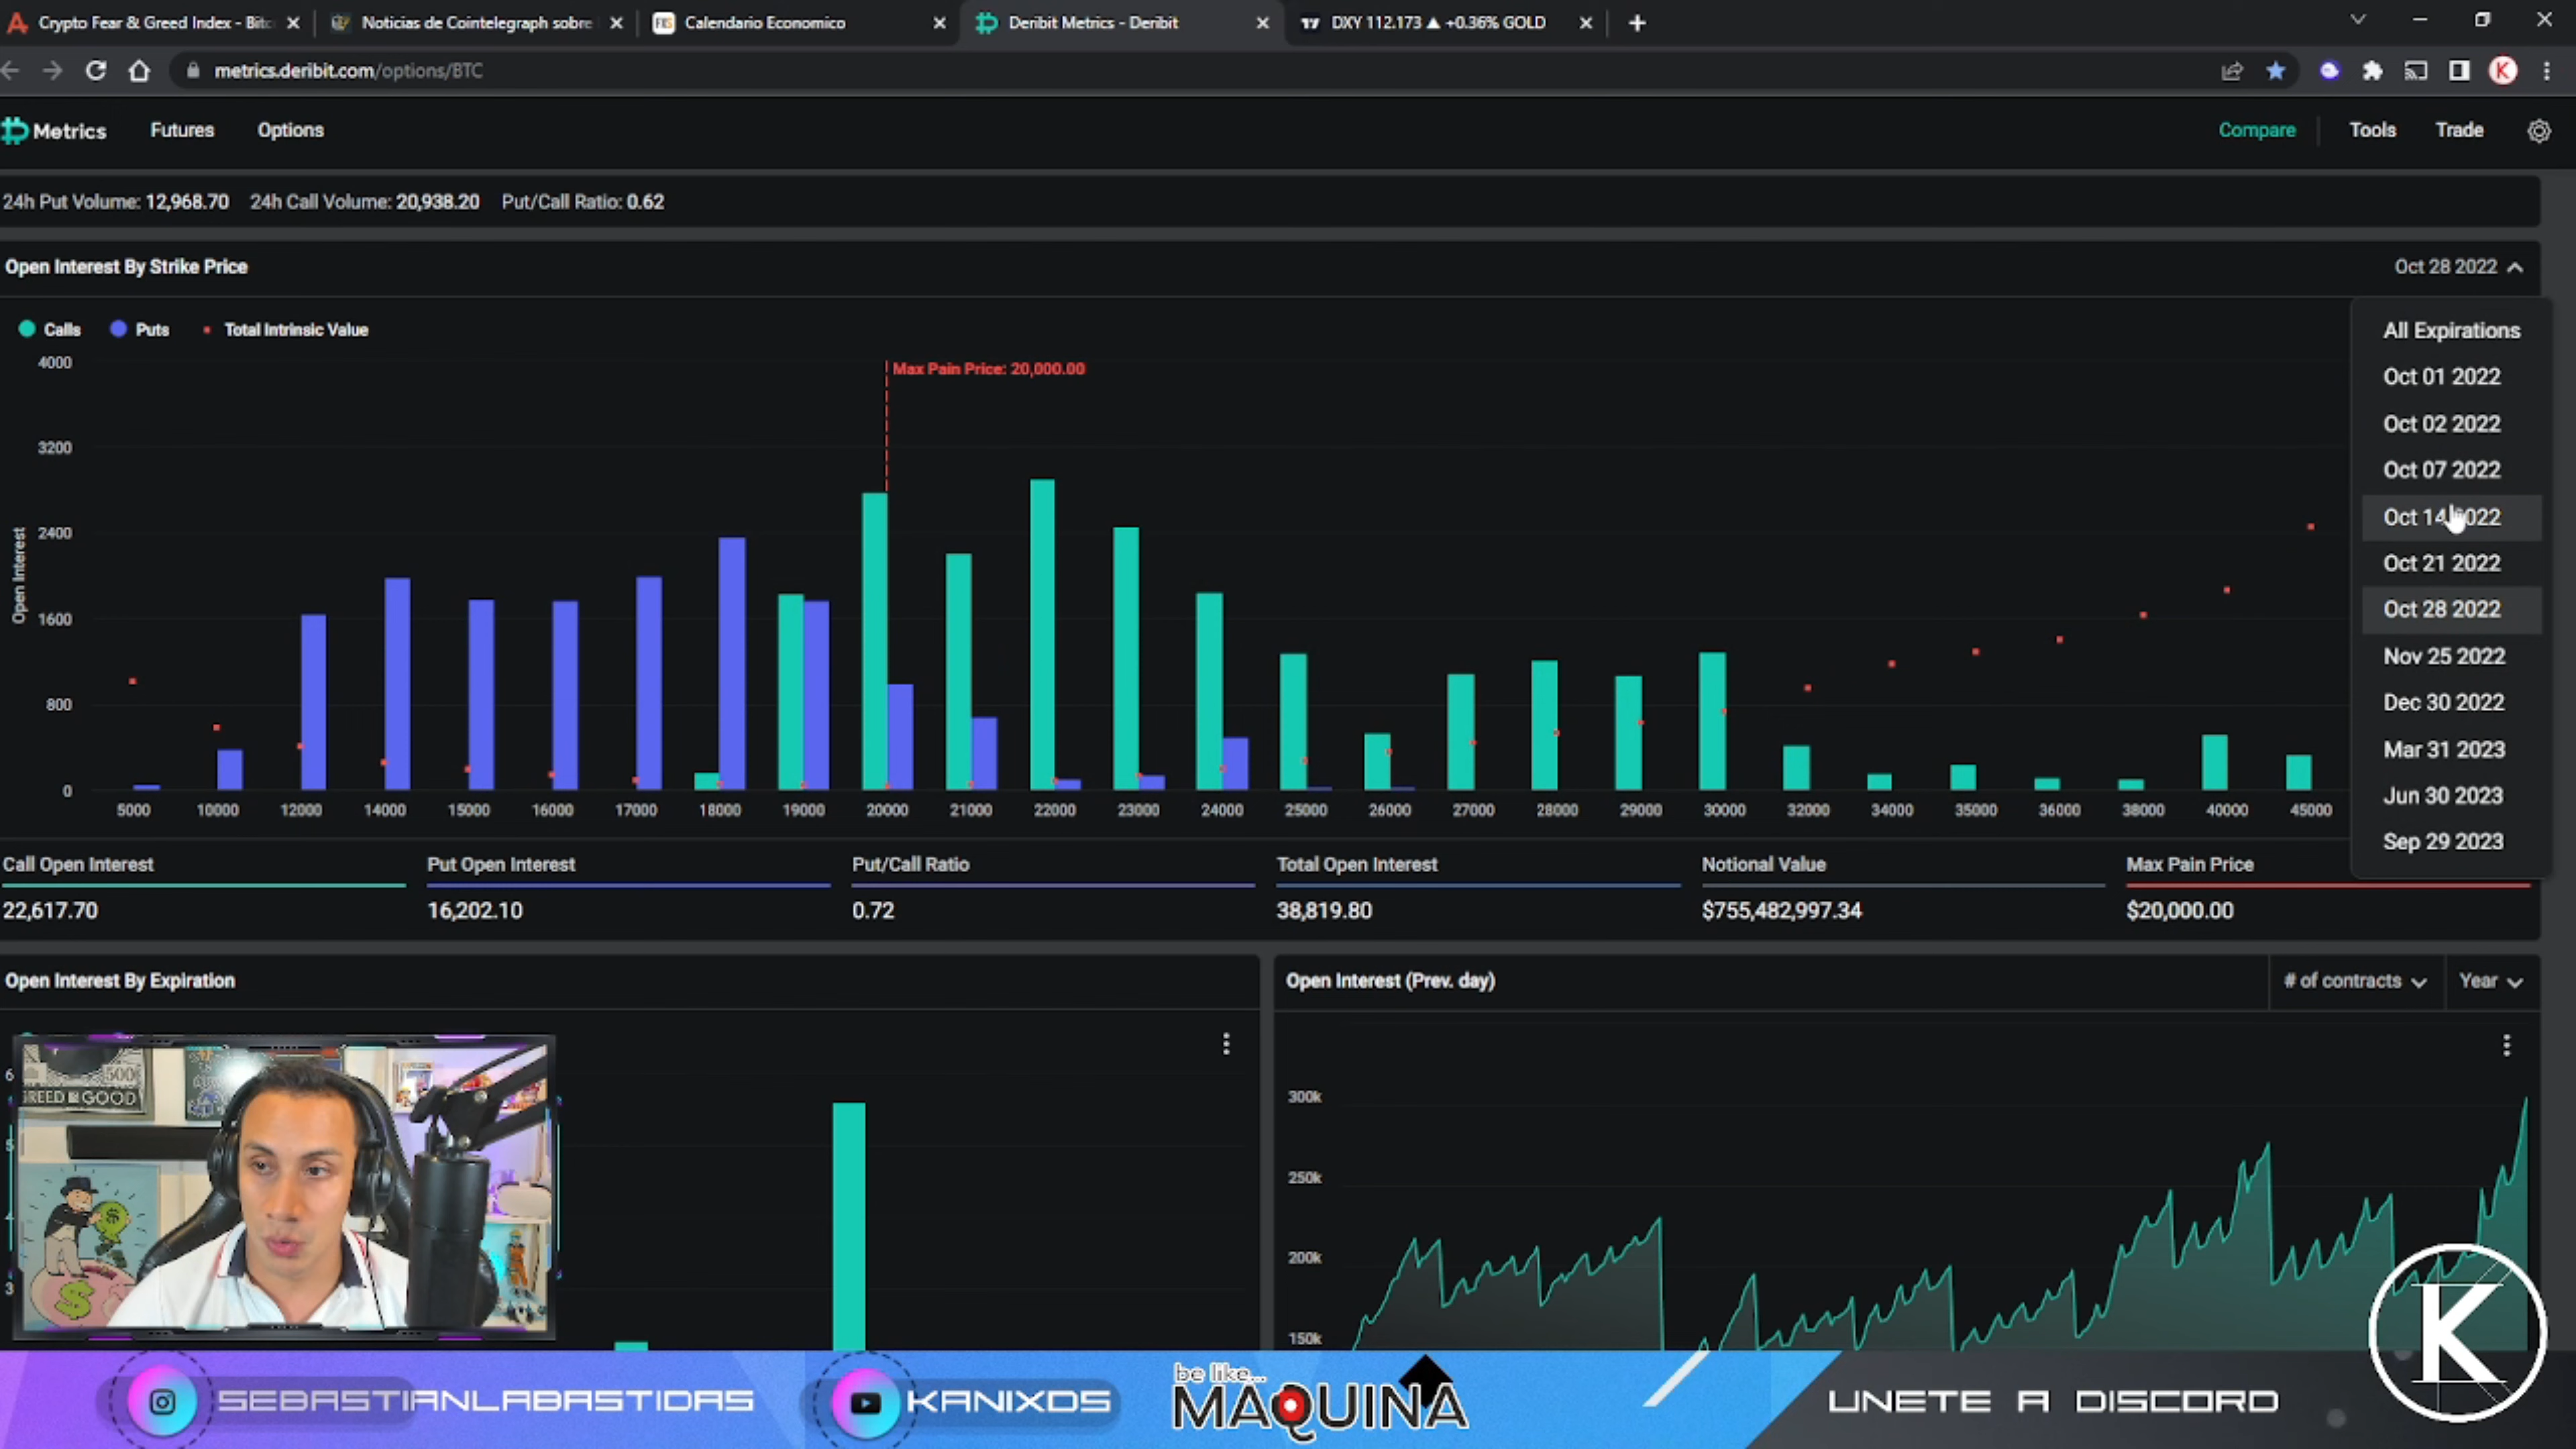 Crypto Fear & Greed Index - Bitc
Noticias de Cointelegraph sobre
FXS Calendario Economico
Deribit Metrics - Deribit
DXY 112.173 ▲ +0.36% GOLD
metrics.deribit.com/options/BTC
K
Metrics Futures Options Compare Tools Trade
24h Put Volume: 12,968.70 24h Call Volume: 20,938.20 Put/Call Ratio: 0.62
Open Interest By Strike Price Oct 28 2022
Calls Puts Total Intrinsic Value
Max Pain Price: 20,000.00
Open Interest
4000
3200
2400
1600
800
0
5000 10000 12000 14000 15000 16000 17000 18000 19000 20000 21000 22000 23000 24000 25000 26000 27000 28000 29000 30000 32000 34000 35000 36000 38000 40000 45000
All Expirations
Oct 01 2022
Oct 02 2022
Oct 07 2022
Oct 14 2022
Oct 21 2022
Oct 28 2022
Nov 25 2022
Dec 30 2022
Mar 31 2023
Jun 30 2023
Sep 29 2023
Call Open Interest Put Open Interest Put/Call Ratio Total Open Interest Notional Value Max Pain Price
22,617.70 16,202.10 0.72 38,819.80 $755,482,997.34 $20,000.00
Open Interest By Expiration
6
5
4
3
Open Interest (Prev. day) # of contracts Year
300k
250k
200k
150k
500
GREED IS GOOD
$
$
K
SEBASTIANLABASTIDAS
KANIXDS
be like...
MAQUINA
UNETE A DISCORD